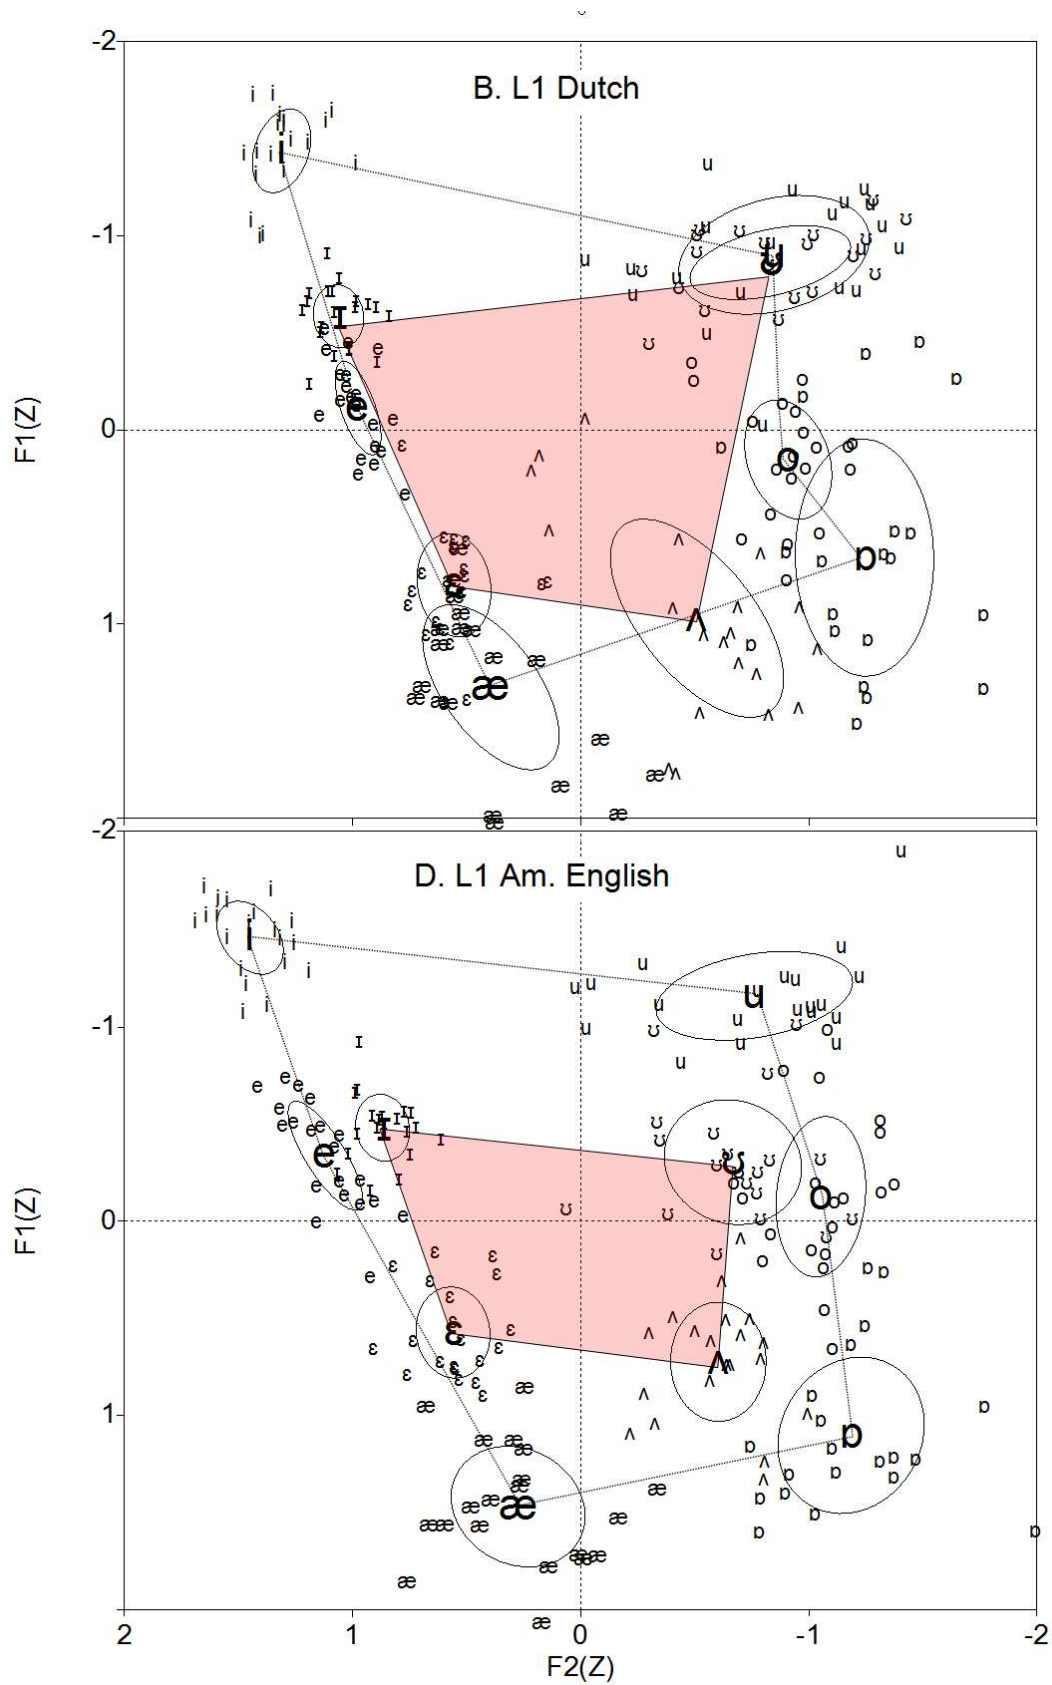 -2
B. L1 Dutch
-1
F1(Z)
0
1
i
ɪ
e
ɛ
æ
u
ʊ
o
ɒ
ʌ
-2
D. L1 Am. English
-1
F1(Z)
0
1
i
e
ɪ
ɛ
æ
u
ʊ
o
ʌ
ɒ
2 1 0 -1 -2
F2(Z)